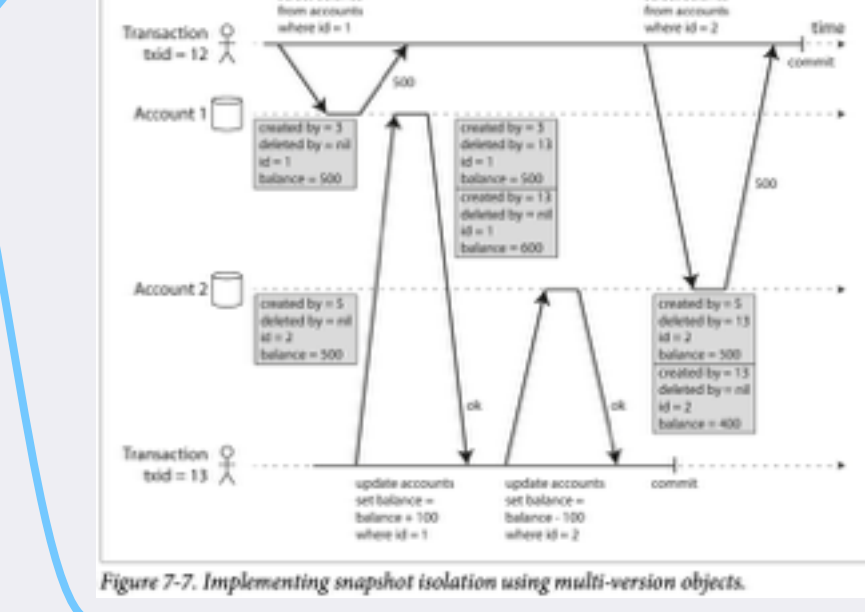 from accounts
where id = 1
from accounts
where id = 2
time
Transaction
txid = 12
commit
500
Account 1
created by = 3
deleted by = nil
id = 1
balance = 500
created by = 3
deleted by = 13
id = 1
balance = 500
created by = 13
deleted by = nil
id = 1
balance = 600
500
Account 2
created by = 5
deleted by = nil
id = 2
balance = 500
created by = 5
deleted by = 13
id = 2
balance = 500
created by = 13
deleted by = nil
id = 2
balance = 400
ok
ok
Transaction
txid = 13
update accounts
set balance =
balance + 100
where id = 1
update accounts
set balance =
balance - 100
where id = 2
commit
Figure 7-7. Implementing snapshot isolation using multi-version objects.